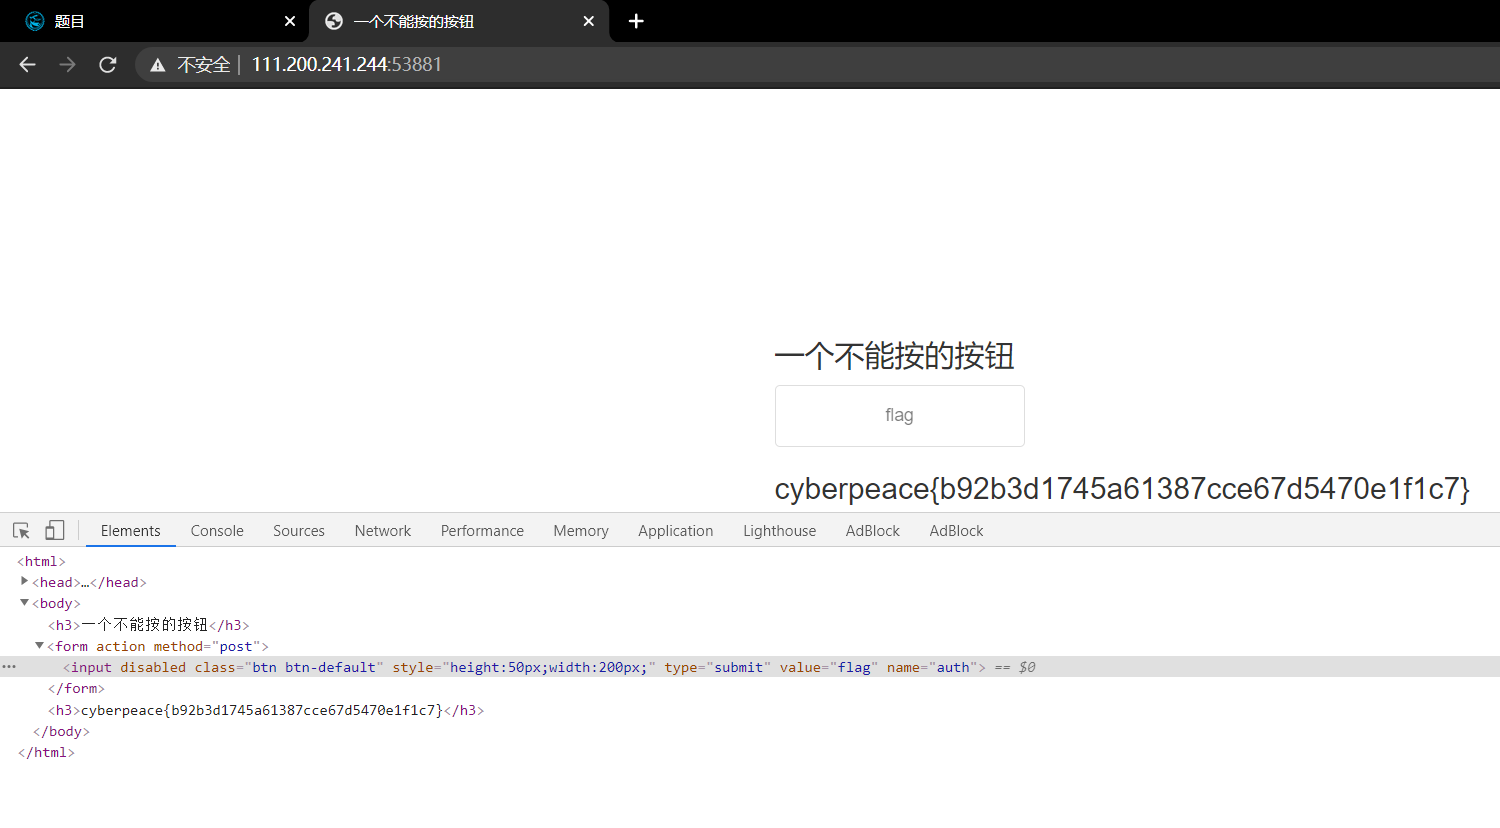 题目
一个不能按的按钮
不安全 | 111.200.241.244:53881
一个不能按的按钮
flag
cyberpeace{b92b3d1745a61387cce67d5470e1f1c7}
Elements Console Sources Network Performance Memory Application Lighthouse AdBlock AdBlock
<html>
<head>…</head>
<body>
<h3>一个不能按的按钮</h3>
<form action method="post">
<input disabled class="btn btn-default" style="height:50px;width:200px;" type="submit" value="flag" name="auth"> == $0
</form>
<h3>cyberpeace{b92b3d1745a61387cce67d5470e1f1c7}</h3>
</body>
</html>